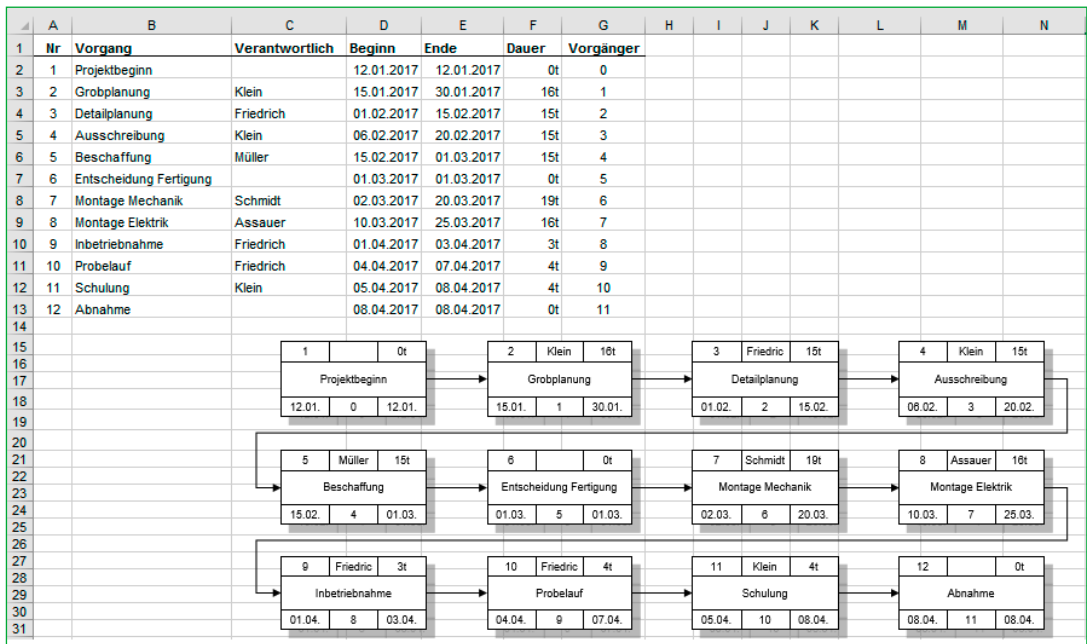 A B C D E F G H I J K L M N
1 Nr Vorgang Verantwortlich Beginn Ende Dauer Vorgänger
2 1 Projektbeginn 12.01.2017 12.01.2017 0t 0
3 2 Grobplanung Klein 15.01.2017 30.01.2017 16t 1
4 3 Detailplanung Friedrich 01.02.2017 15.02.2017 15t 2
5 4 Ausschreibung Klein 06.02.2017 20.02.2017 15t 3
6 5 Beschaffung Müller 15.02.2017 01.03.2017 15t 4
7 6 Entscheidung Fertigung 01.03.2017 01.03.2017 0t 5
8 7 Montage Mechanik Schmidt 02.03.2017 20.03.2017 19t 6
9 8 Montage Elektrik Assauer 10.03.2017 25.03.2017 16t 7
10 9 Inbetriebnahme Friedrich 01.04.2017 03.04.2017 3t 8
11 10 Probelauf Friedrich 04.04.2017 07.04.2017 4t 9
12 11 Schulung Klein 05.04.2017 08.04.2017 4t 10
13 12 Abnahme 08.04.2017 08.04.2017 0t 11
14
15 1 0t 2 Klein 16t 3 Friedric 15t 4 Klein 15t
16
17 Projektbeginn Grobplanung Detailplanung Ausschreibung
18 12.01. 0 12.01. 15.01. 1 30.01. 01.02. 2 15.02. 06.02. 3 20.02.
19
20
21 5 Müller 15t 6 0t 7 Schmidt 19t 8 Assauer 16t
22
23 Beschaffung Entscheidung Fertigung Montage Mechanik Montage Elektrik
24 15.02. 4 01.03. 01.03. 5 01.03. 02.03. 6 20.03. 10.03. 7 25.03.
25
26
27 9 Friedric 3t 10 Friedric 4t 11 Klein 4t 12 0t
28
29 Inbetriebnahme Probelauf Schulung Abnahme
30 01.04. 8 03.04. 04.04. 9 07.04. 05.04. 10 08.04. 08.04. 11 08.04.
31